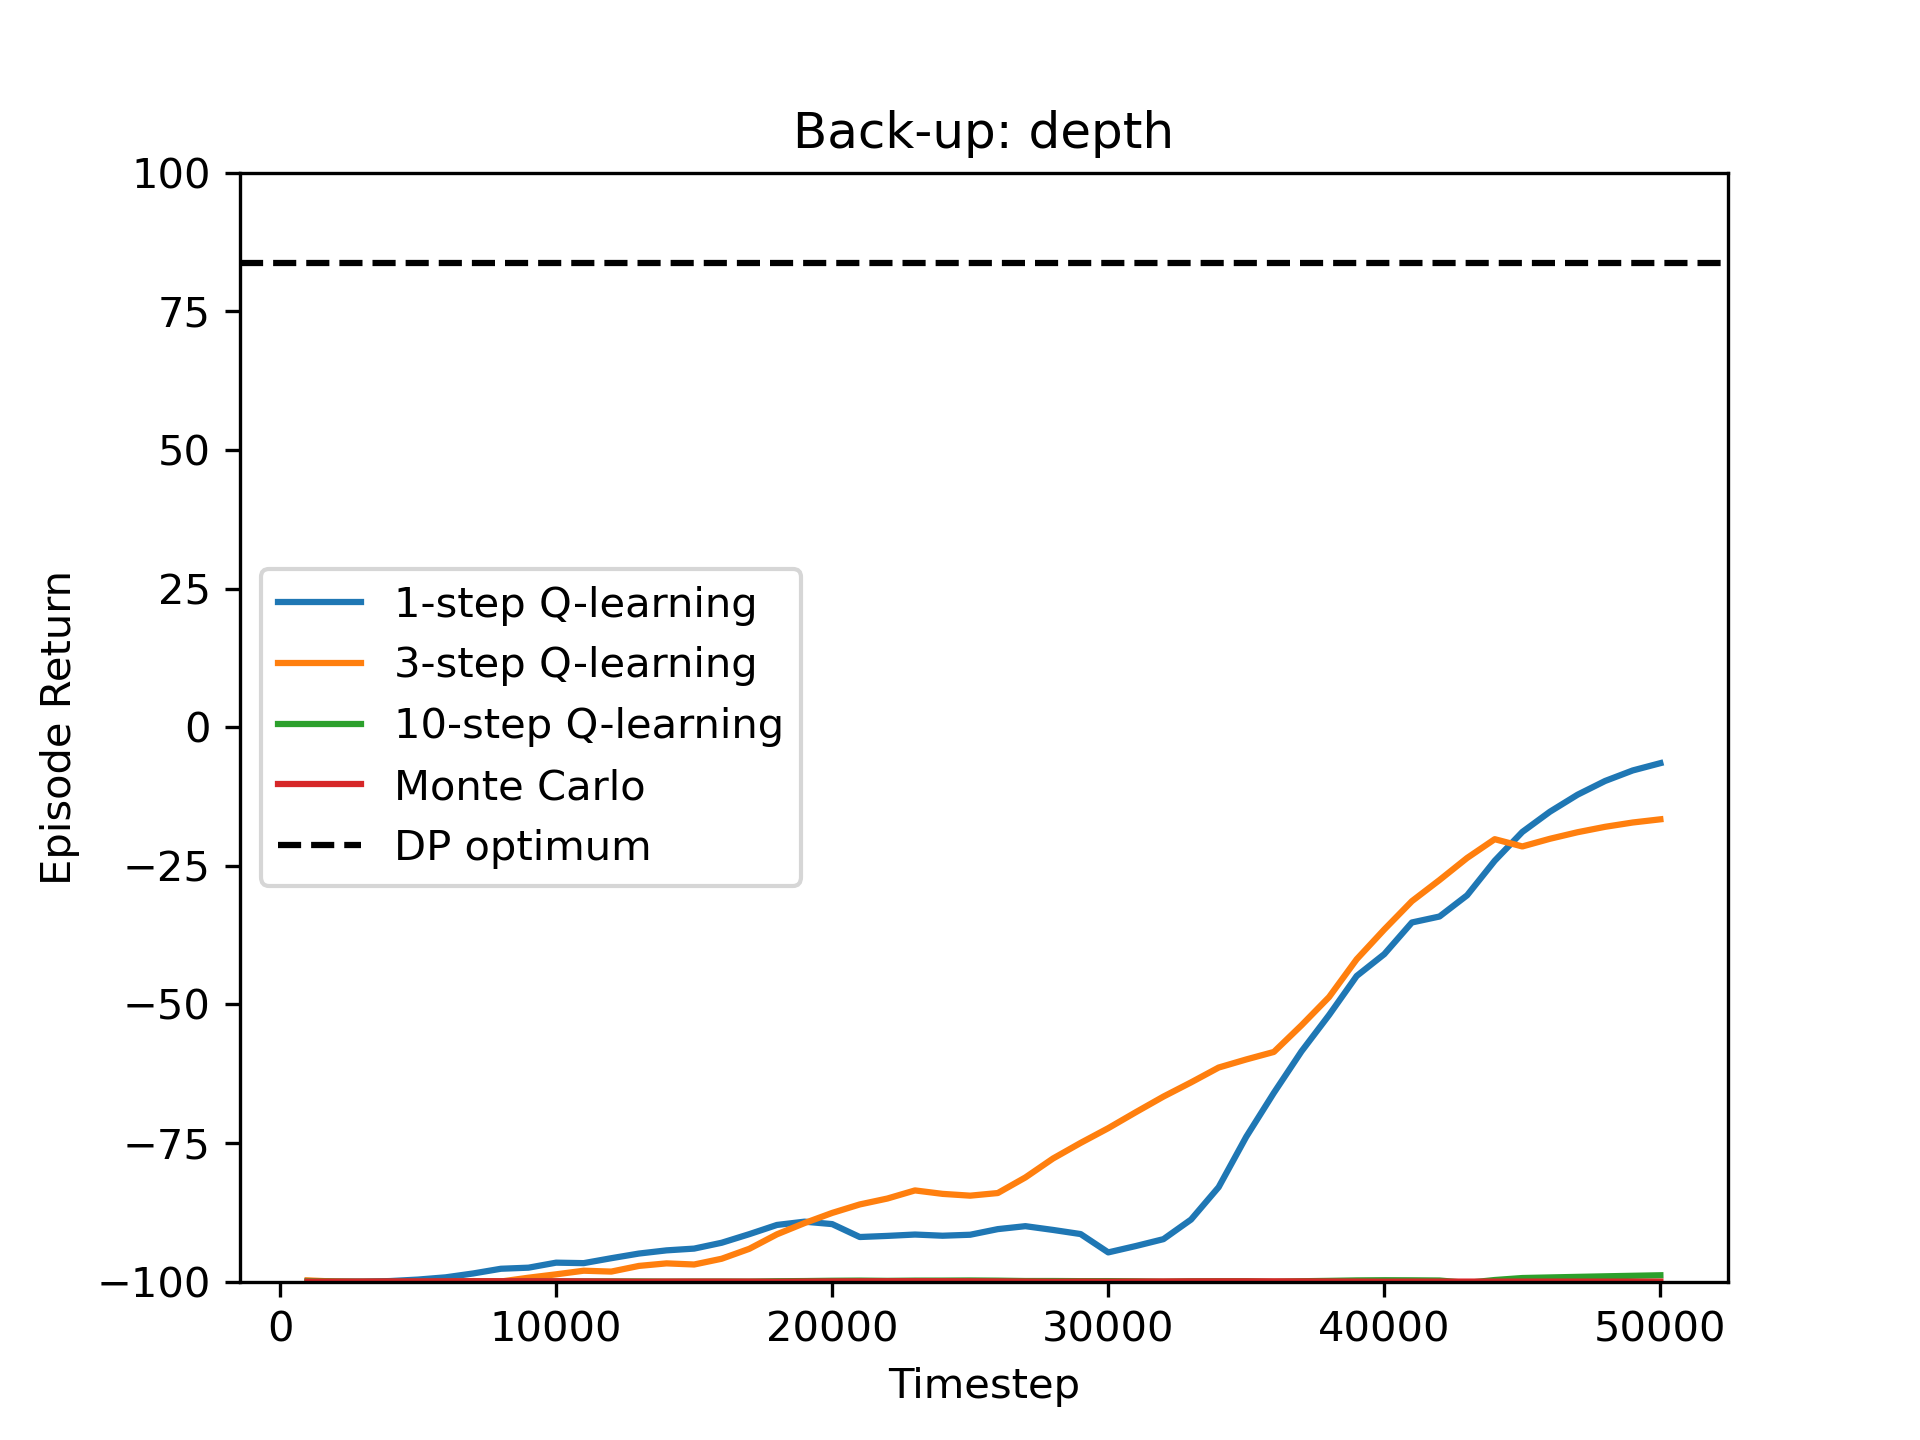 Back-up: depth
100
75
50
25
0
−25
−50
−75
−100
Episode Return
1-step Q-learning
3-step Q-learning
10-step Q-learning
Monte Carlo
DP optimum
0 10000 20000 30000 40000 50000
Timestep